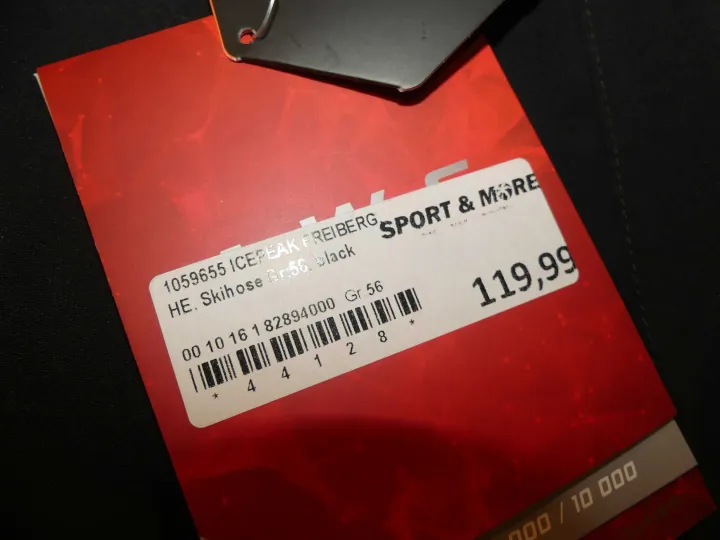 SPORT & MORE
1059655 ICEPEAK FREIBERG
HE. Skihose Gr.56, black
119,99
00 10 16 1 82894000 Gr 56
* 4 4 1 2 8 *
000 / 10 000